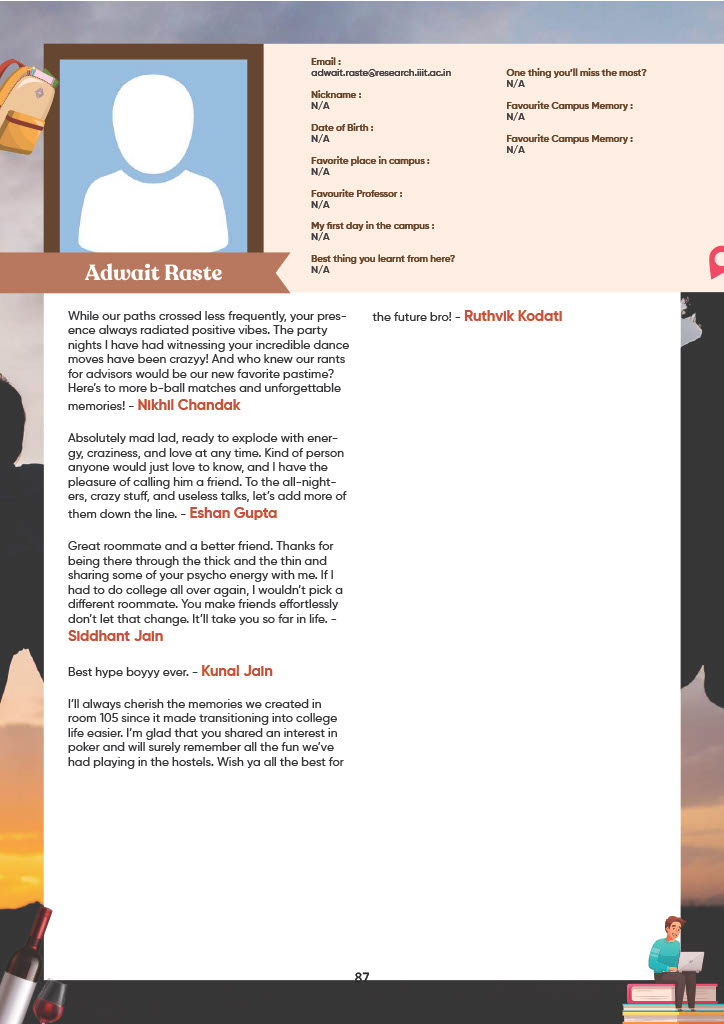 Email :
adwait.raste@research.iiit.ac.in
Nickname :
N/A
Date of Birth :
N/A
Favorite place in campus :
N/A
Favourite Professor :
N/A
My first day in the campus :
N/A
Best thing you learnt from here?
N/A
One thing you'll miss the most?
N/A
Favourite Campus Memory :
N/A
Favourite Campus Memory :
N/A
Adwait Raste
While our paths crossed less frequently, your pres-
ence always radiated positive vibes. The party
nights I have had witnessing your incredible dance
moves have been crazyy! And who knew our rants
for advisors would be our new favorite pastime?
Here's to more b-ball matches and unforgettable
memories! - Nikhil Chandak
Absolutely mad lad, ready to explode with ener-
gy, craziness, and love at any time. Kind of person
anyone would just love to know, and I have the
pleasure of calling him a friend. To the all-night-
ers, crazy stuff, and useless talks, let's add more of
them down the line. - Eshan Gupta
Great roommate and a better friend. Thanks for
being there through the thick and the thin and
sharing some of your psycho energy with me. If I
had to do college all over again, I wouldn't pick a
different roommate. You make friends effortlessly
don't let that change. It'll take you so far in life. -
Siddhant Jain
Best hype boyyy ever. - Kunal Jain
I'll always cherish the memories we created in
room 105 since it made transitioning into college
life easier. I'm glad that you shared an interest in
poker and will surely remember all the fun we've
had playing in the hostels. Wish ya all the best for
the future bro! - Ruthvik Kodati
87